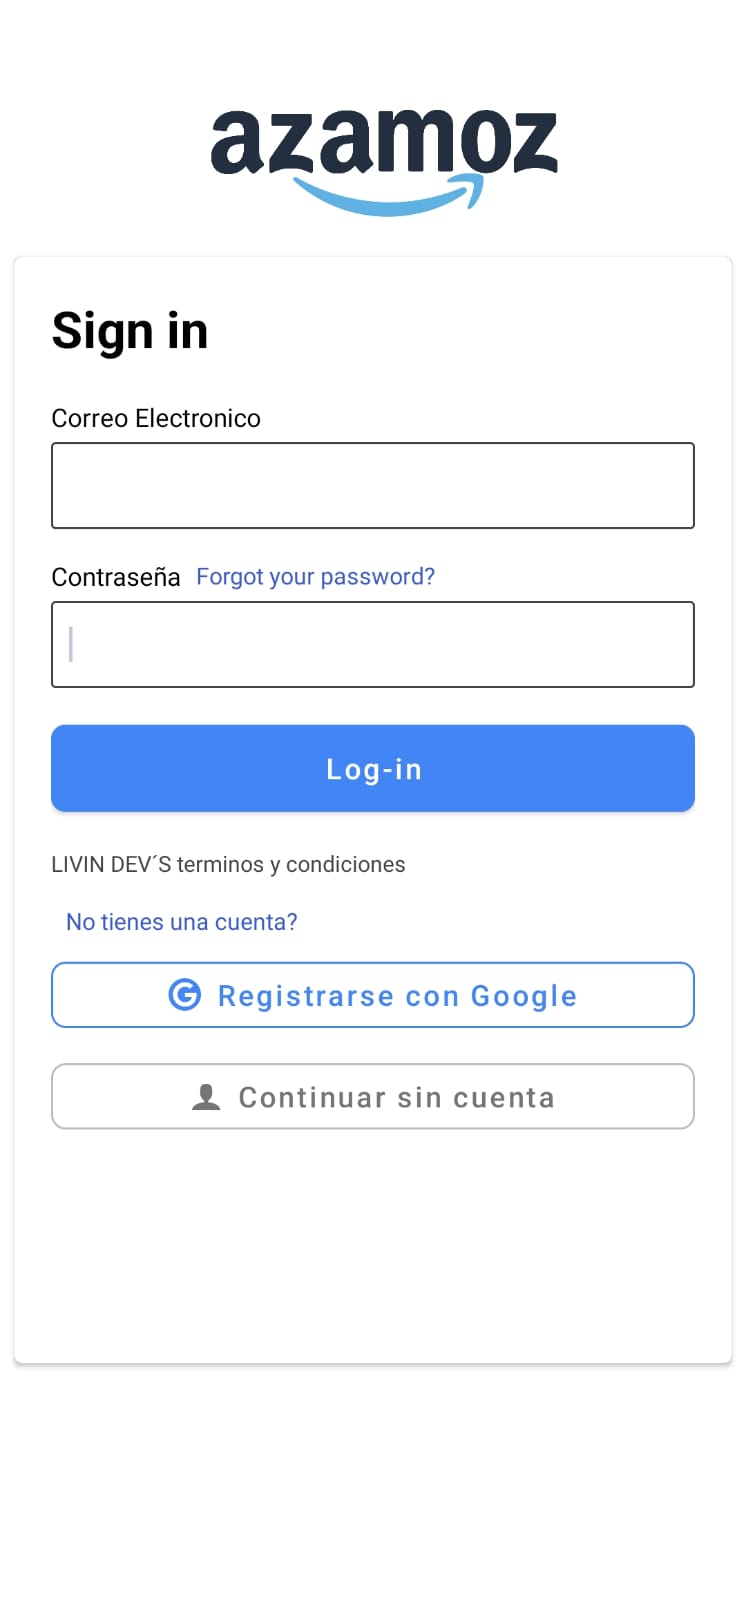 azamoz
Sign in
Correo Electronico
Contraseña Forgot your password?
Log-in
LIVIN DEV´S terminos y condiciones
No tienes una cuenta?
Registrarse con Google
Continuar sin cuenta